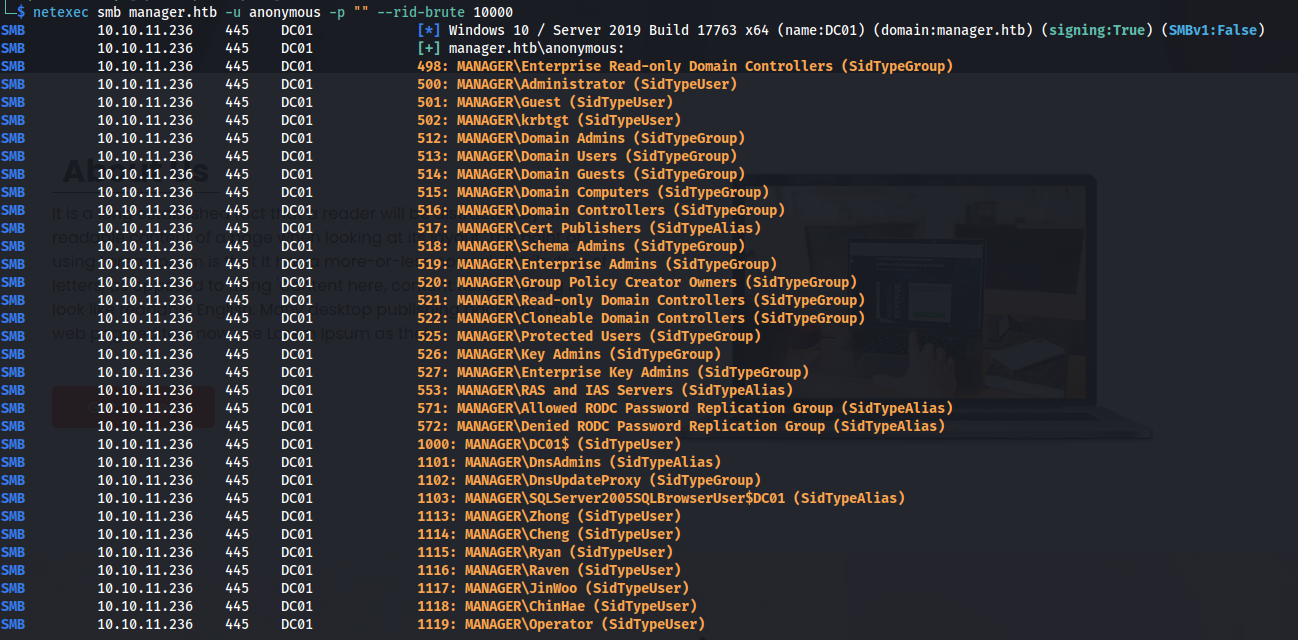 └─$ netexec smb manager.htb -u anonymous -p "" --rid-brute 10000
SMB 10.10.11.236 445 DC01 [*] Windows 10 / Server 2019 Build 17763 x64 (name:DC01) (domain:manager.htb) (signing:True) (SMBv1:False)
SMB 10.10.11.236 445 DC01 [+] manager.htb\anonymous:
SMB 10.10.11.236 445 DC01 498: MANAGER\Enterprise Read-only Domain Controllers (SidTypeGroup)
SMB 10.10.11.236 445 DC01 500: MANAGER\Administrator (SidTypeUser)
SMB 10.10.11.236 445 DC01 501: MANAGER\Guest (SidTypeUser)
SMB 10.10.11.236 445 DC01 502: MANAGER\krbtgt (SidTypeUser)
SMB 10.10.11.236 445 DC01 512: MANAGER\Domain Admins (SidTypeGroup)
SMB 10.10.11.236 445 DC01 513: MANAGER\Domain Users (SidTypeGroup)
SMB 10.10.11.236 445 DC01 514: MANAGER\Domain Guests (SidTypeGroup)
SMB 10.10.11.236 445 DC01 515: MANAGER\Domain Computers (SidTypeGroup)
SMB 10.10.11.236 445 DC01 516: MANAGER\Domain Controllers (SidTypeGroup)
SMB 10.10.11.236 445 DC01 517: MANAGER\Cert Publishers (SidTypeAlias)
SMB 10.10.11.236 445 DC01 518: MANAGER\Schema Admins (SidTypeGroup)
SMB 10.10.11.236 445 DC01 519: MANAGER\Enterprise Admins (SidTypeGroup)
SMB 10.10.11.236 445 DC01 520: MANAGER\Group Policy Creator Owners (SidTypeGroup)
SMB 10.10.11.236 445 DC01 521: MANAGER\Read-only Domain Controllers (SidTypeGroup)
SMB 10.10.11.236 445 DC01 522: MANAGER\Cloneable Domain Controllers (SidTypeGroup)
SMB 10.10.11.236 445 DC01 525: MANAGER\Protected Users (SidTypeGroup)
SMB 10.10.11.236 445 DC01 526: MANAGER\Key Admins (SidTypeGroup)
SMB 10.10.11.236 445 DC01 527: MANAGER\Enterprise Key Admins (SidTypeGroup)
SMB 10.10.11.236 445 DC01 553: MANAGER\RAS and IAS Servers (SidTypeAlias)
SMB 10.10.11.236 445 DC01 571: MANAGER\Allowed RODC Password Replication Group (SidTypeAlias)
SMB 10.10.11.236 445 DC01 572: MANAGER\Denied RODC Password Replication Group (SidTypeAlias)
SMB 10.10.11.236 445 DC01 1000: MANAGER\DC01$ (SidTypeUser)
SMB 10.10.11.236 445 DC01 1101: MANAGER\DnsAdmins (SidTypeAlias)
SMB 10.10.11.236 445 DC01 1102: MANAGER\DnsUpdateProxy (SidTypeGroup)
SMB 10.10.11.236 445 DC01 1103: MANAGER\SQLServer2005SQLBrowserUser$DC01 (SidTypeAlias)
SMB 10.10.11.236 445 DC01 1113: MANAGER\Zhong (SidTypeUser)
SMB 10.10.11.236 445 DC01 1114: MANAGER\Cheng (SidTypeUser)
SMB 10.10.11.236 445 DC01 1115: MANAGER\Ryan (SidTypeUser)
SMB 10.10.11.236 445 DC01 1116: MANAGER\Raven (SidTypeUser)
SMB 10.10.11.236 445 DC01 1117: MANAGER\JinWoo (SidTypeUser)
SMB 10.10.11.236 445 DC01 1118: MANAGER\ChinHae (SidTypeUser)
SMB 10.10.11.236 445 DC01 1119: MANAGER\Operator (SidTypeUser)